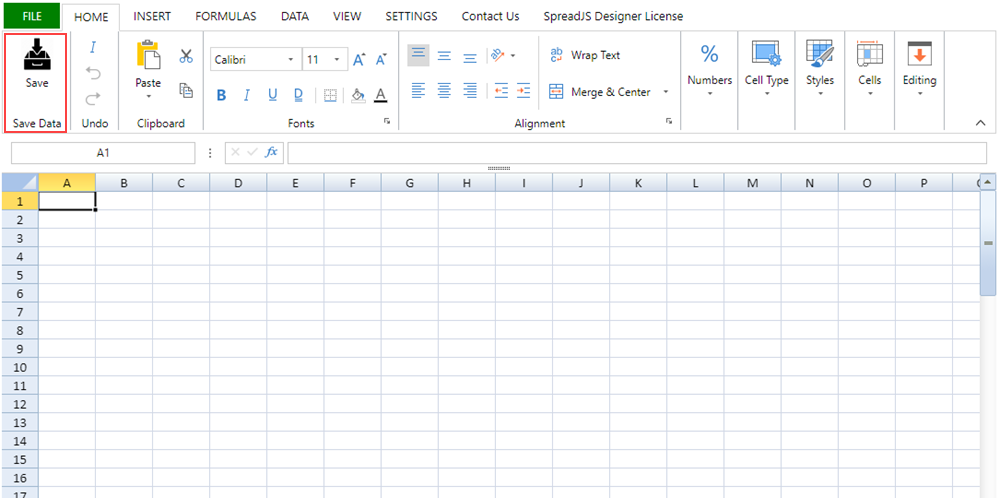 FILE HOME INSERT FORMULAS DATA VIEW SETTINGS Contact Us SpreadJS Designer License
Save
Paste
Calibri 11
B I U D A
ab
c
Wrap Text
Merge & Center
%
Numbers
Cell Type
Styles
Cells
Editing
Save Data Undo Clipboard Fonts Alignment
A1 fx
A B C D E F G H I J K L M N O P
1
2
3
4
5
6
7
8
9
10
11
12
13
14
15
16
17